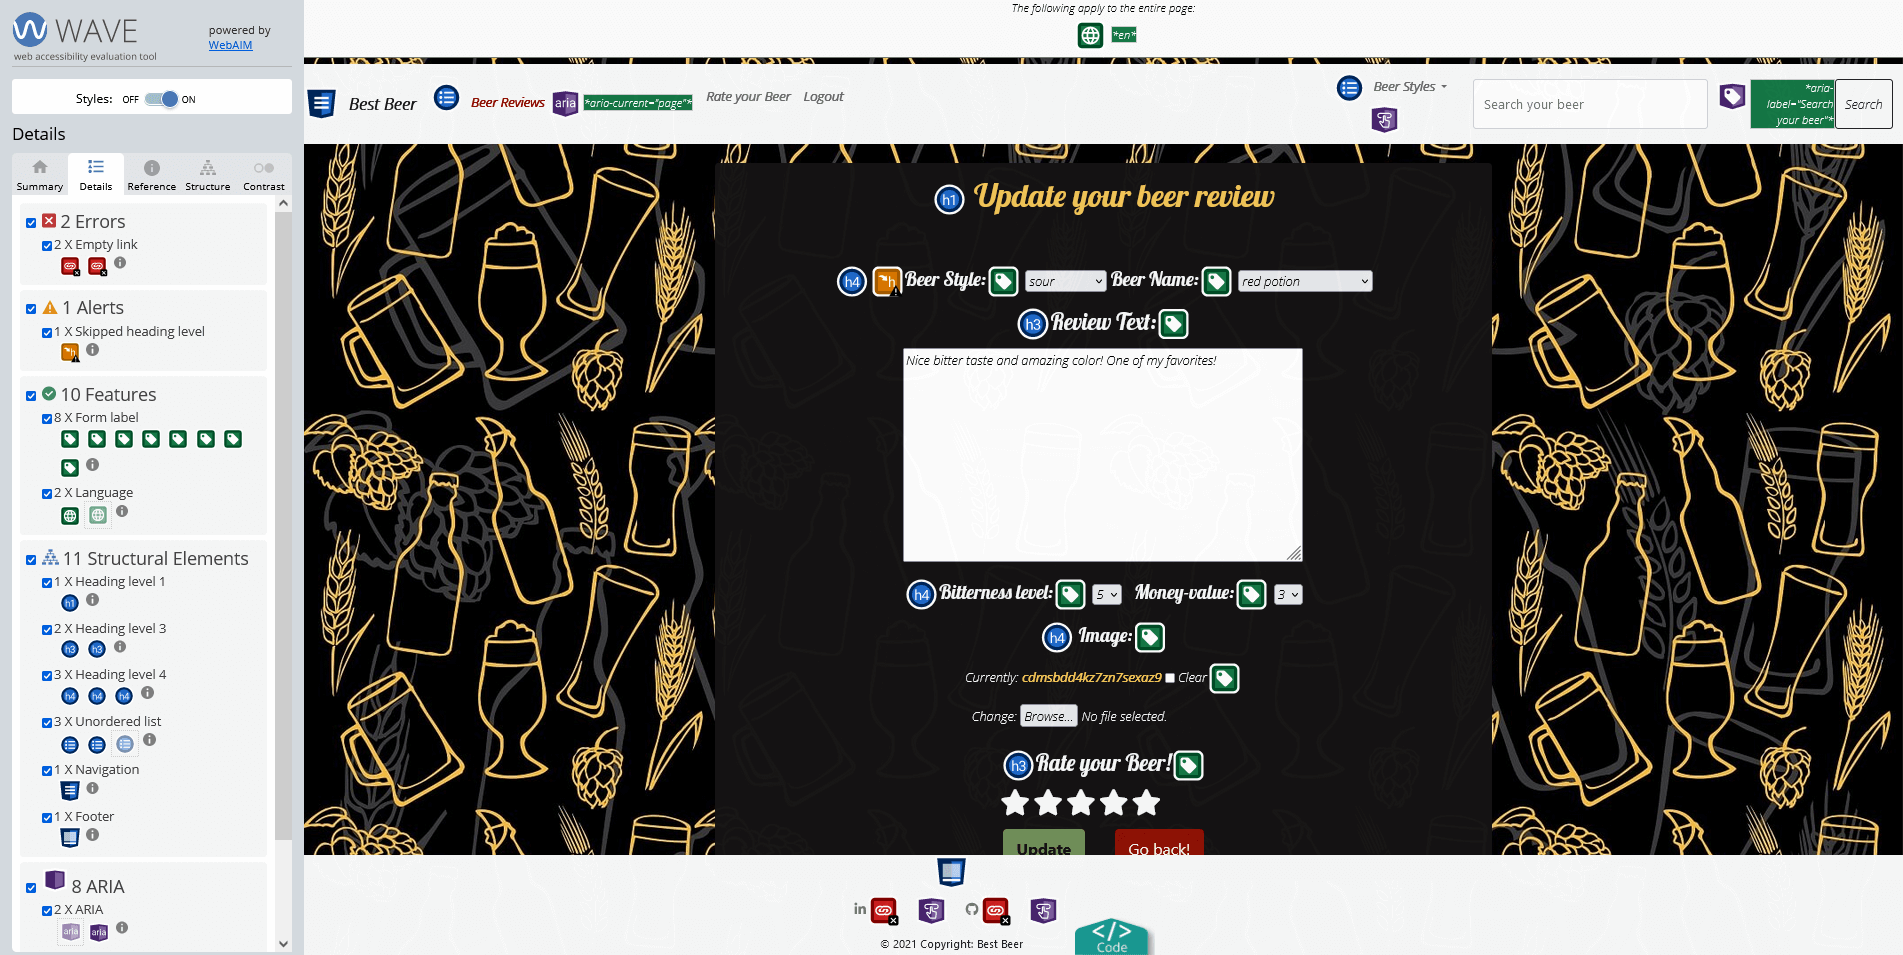 WAVE
web accessibility evaluation tool
powered by
WebAIM
Styles: OFF ON
Details
Summary Details Reference Structure Contrast
2 Errors
2 X Empty link
1 Alerts
1 X Skipped heading level
h
10 Features
8 X Form label
2 X Language
11 Structural Elements
1 X Heading level 1
h1
2 X Heading level 3
h3 h3
3 X Heading level 4
h4 h4 h4
3 X Unordered list
1 X Navigation
1 X Footer
8 ARIA
2 X ARIA
aria aria
The following apply to the entire page:
*en*
Best Beer Beer Reviews aria *aria-current="page"* Rate your Beer Logout
Beer Styles
Search your beer
*aria-
label="Search
your beer"*
Search
h1 Update your beer review
h4 h Beer Style: sour Beer Name: red potion
h3 Review Text:
Nice bitter taste and amazing color! One of my favorites!
h4 Bitterness level: 5 Money-value: 3
h4 Image:
Currently: cdmsbdd4kz7zn7sexaz9 Clear
Change: Browse... No file selected.
h3 Rate your Beer!
Update Go back!
in
© 2021 Copyright: Best Beer
</>
Code